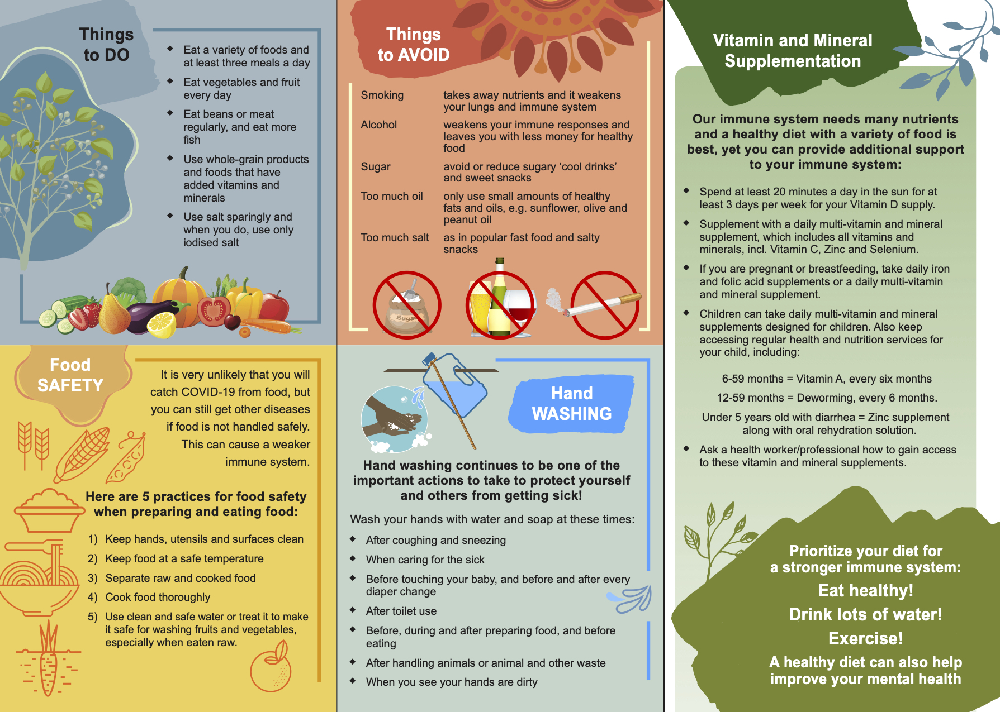 Things
to DO
◆ Eat a variety of foods and
at least three meals a day
◆ Eat vegetables and fruit
every day
◆ Eat beans or meat
regularly, and eat more
fish
◆ Use whole-grain products
and foods that have
added vitamins and
minerals
◆ Use salt sparingly and
when you do, use only
iodised salt
Things
to AVOID
Smoking takes away nutrients and it weakens
your lungs and immune system
Alcohol weakens your immune responses and
leaves you with less money for healthy
food
Sugar avoid or reduce sugary ‘cool drinks’
and sweet snacks
Too much oil only use small amounts of healthy
fats and oils, e.g. sunflower, olive and
peanut oil
Too much salt as in popular fast food and salty
snacks
Sugar
Food
SAFETY
It is very unlikely that you will
catch COVID-19 from food, but
you can still get other diseases
if food is not handled safely.
This can cause a weaker
immune system.
Here are 5 practices for food safety
when preparing and eating food:
1) Keep hands, utensils and surfaces clean
2) Keep food at a safe temperature
3) Separate raw and cooked food
4) Cook food thoroughly
5) Use clean and safe water or treat it to make
it safe for washing fruits and vegetables,
especially when eaten raw.
Hand
WASHING
Hand washing continues to be one of the
important actions to take to protect yourself
and others from getting sick!
Wash your hands with water and soap at these times:
◆ After coughing and sneezing
◆ When caring for the sick
◆ Before touching your baby, and before and after every
diaper change
◆ After toilet use
◆ Before, during and after preparing food, and before
eating
◆ After handling animals or animal and other waste
◆ When you see your hands are dirty
Vitamin and Mineral
Supplementation
Our immune system needs many nutrients
and a healthy diet with a variety of food is
best, yet you can provide additional support
to your immune system:
◆ Spend at least 20 minutes a day in the sun for at
least 3 days per week for your Vitamin D supply.
◆ Supplement with a daily multi-vitamin and mineral
supplement, which includes all vitamins and
minerals, incl. Vitamin C, Zinc and Selenium.
◆ If you are pregnant or breastfeeding, take daily iron
and folic acid supplements or a daily multi-vitamin
and mineral supplement.
◆ Children can take daily multi-vitamin and mineral
supplements designed for children. Also keep
accessing regular health and nutrition services for
your child, including:
6-59 months = Vitamin A, every six months
12-59 months = Deworming, every 6 months.
Under 5 years old with diarrhea = Zinc supplement
along with oral rehydration solution.
◆ Ask a health worker/professional how to gain access
to these vitamin and mineral supplements.
Prioritize your diet for
a stronger immune system:
Eat healthy!
Drink lots of water!
Exercise!
A healthy diet can also help
improve your mental health